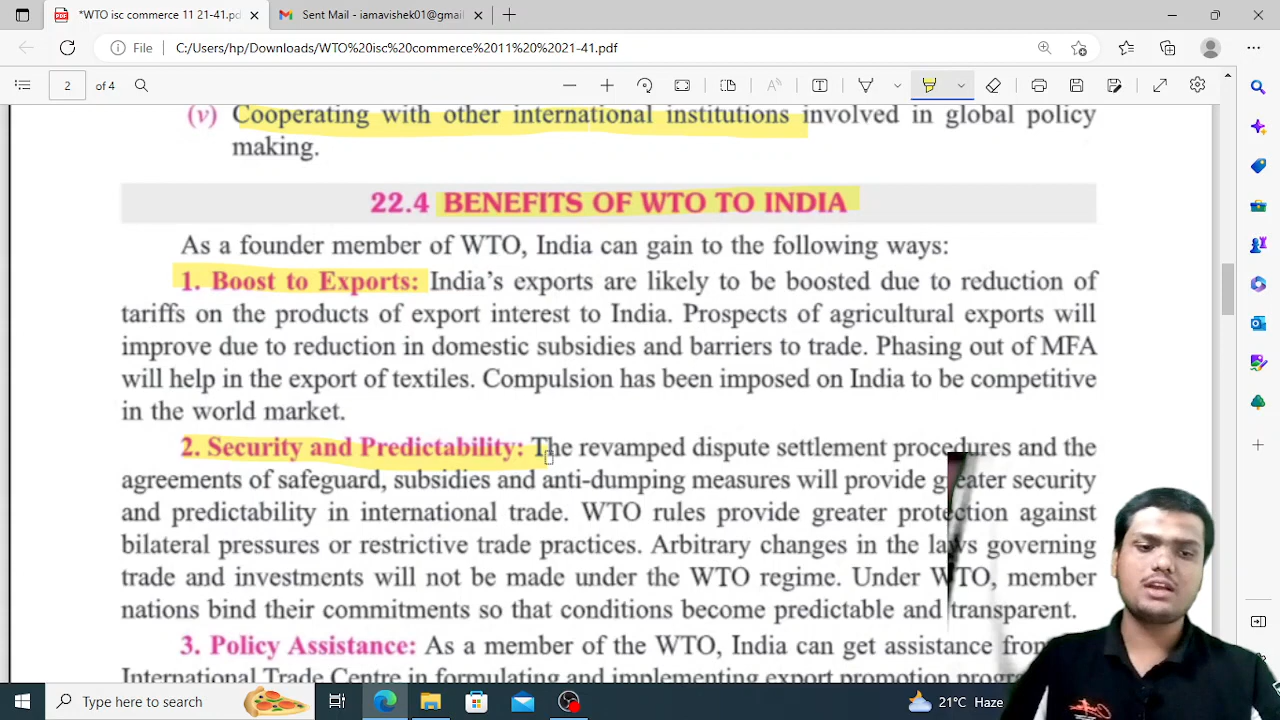 "WTO isc commerce 11 21-41.pd
Sent Mail - iamavishek01@gmail
File
C:/Users/hp/Downloads/WTO%20isc%20commerce%2011%20%2021-41.pdf
2 of 4
(v) Cooperating with other international institutions involved in global policy
making.
22.4 BENEFITS OF WTO TO INDIA
As a founder member of WTO, India can gain to the following ways:
1. Boost to Exports: India's exports are likely to be boosted due to reduction of
tariffs on the products of export interest to India. Prospects of agricultural exports will
improve due to reduction in domestic subsidies and barriers to trade. Phasing out of MFA
will help in the export of textiles. Compulsion has been imposed on India to be competitive
in the world market.
2. Security and Predictability: The revamped dispute settlement procedures and the
agreements of safeguard, subsidies and anti-dumping measures will provide greater security
and predictability in international trade. WTO rules provide greater protection against
bilateral pressures or restrictive trade practices. Arbitrary changes in the laws governing
trade and investments will not be made under the WTO regime. Under WTO, member
nations bind their commitments so that conditions become predictable and transparent.
3. Policy Assistance: As a member of the WTO, India can get assistance from
International Trade Centre in formulating and implementing export promotion
Type here to search
21°C Haze